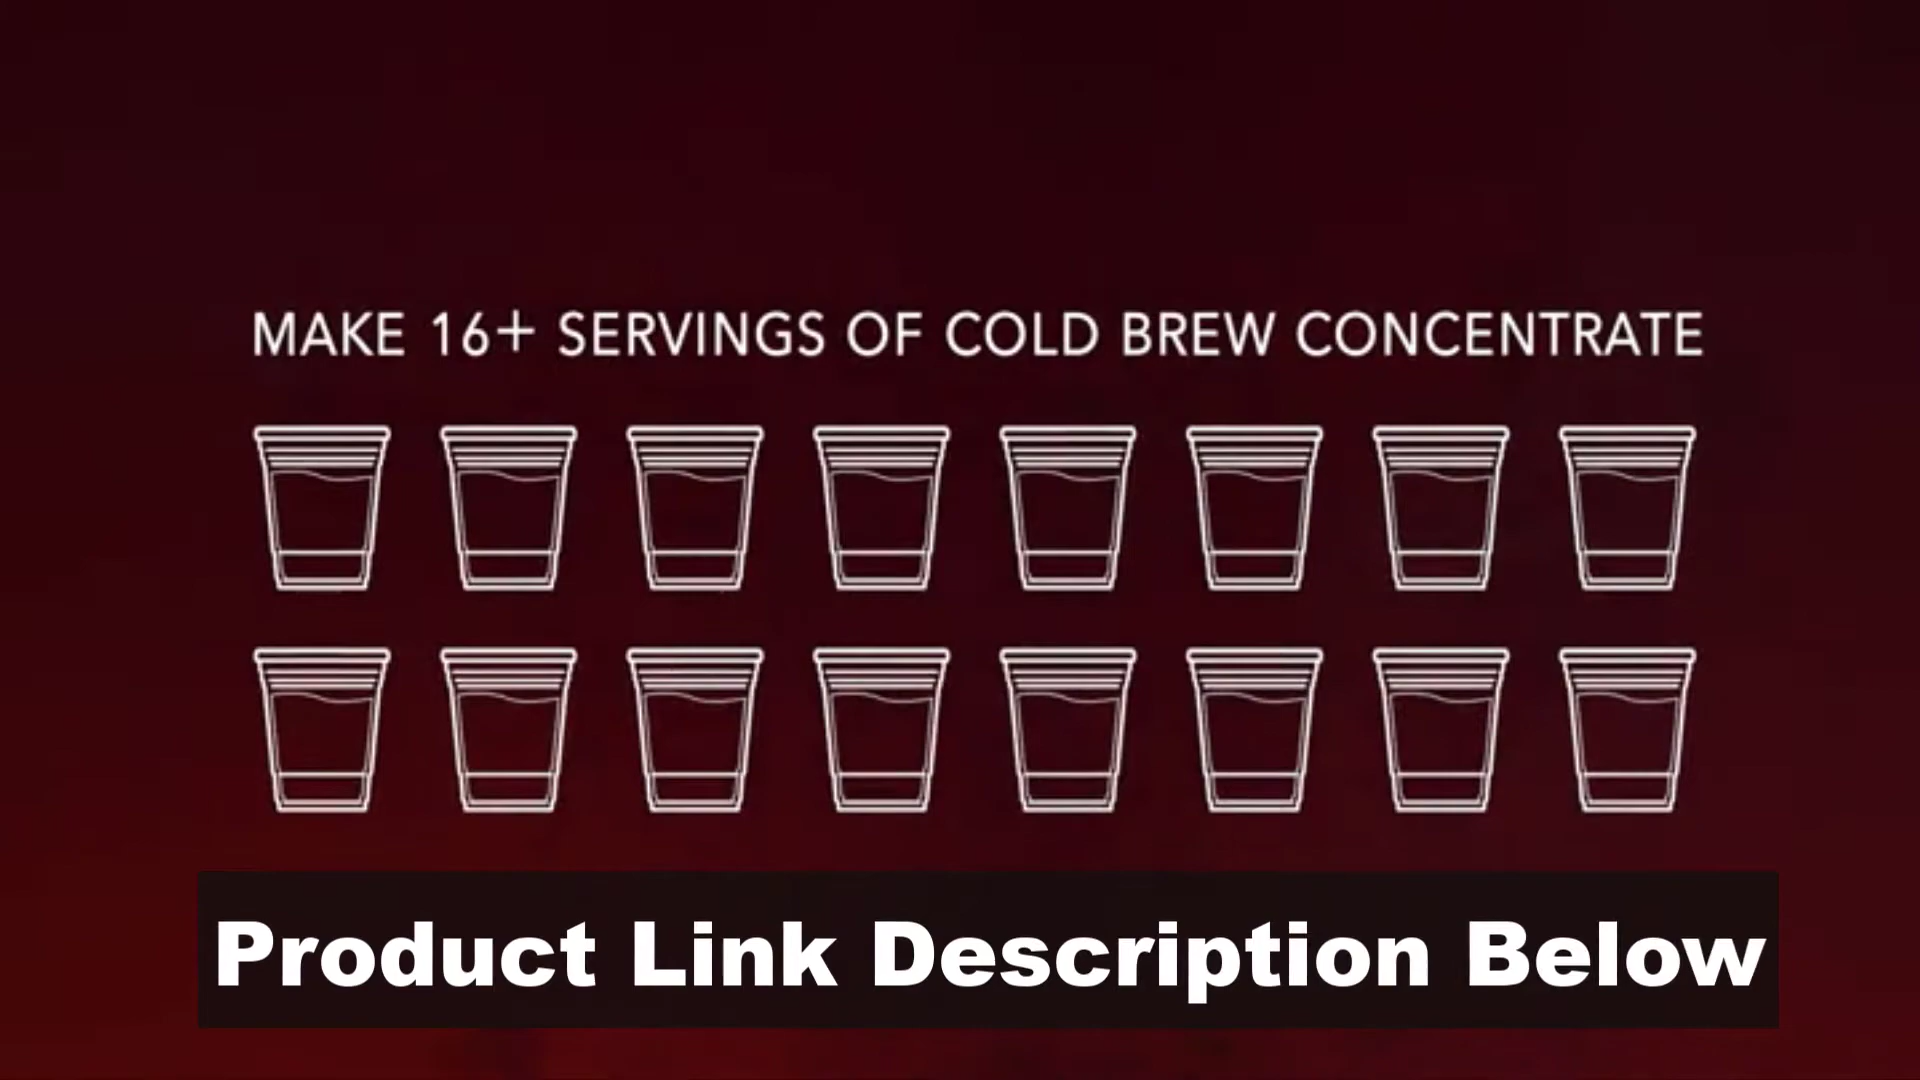 MAKE 16+ SERVINGS OF COLD BREW CONCENTRATE
Product Link Description Below